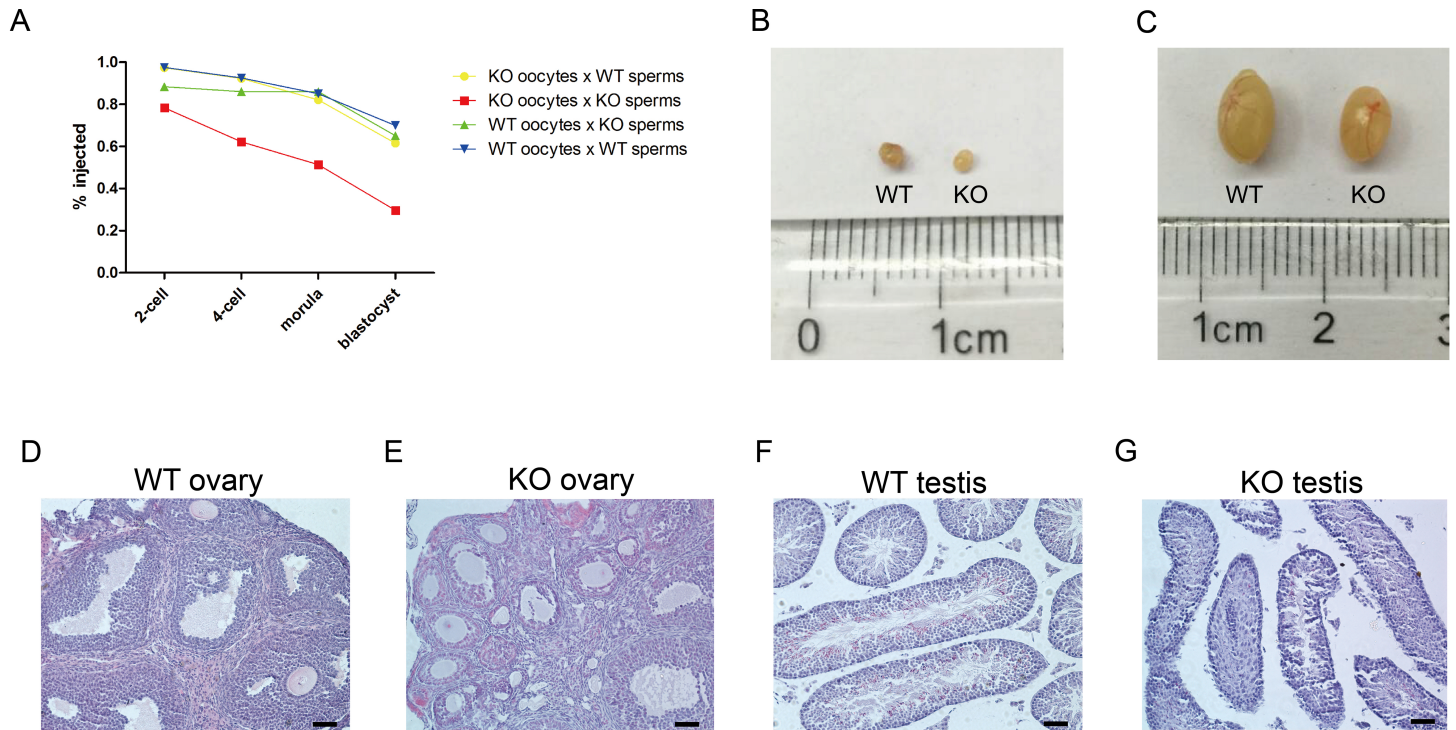 A
1.0
0.8
0.6
0.4
0.2
0.0
% injected
2-cell
4-cell
morula
blastocyst
KO oocytes x WT sperms
KO oocytes x KO sperms
WT oocytes x KO sperms
WT oocytes x WT sperms
B
WT KO
0 1cm
C
WT KO
1cm 2 3
D
WT ovary
E
KO ovary
F
WT testis
G
KO testis